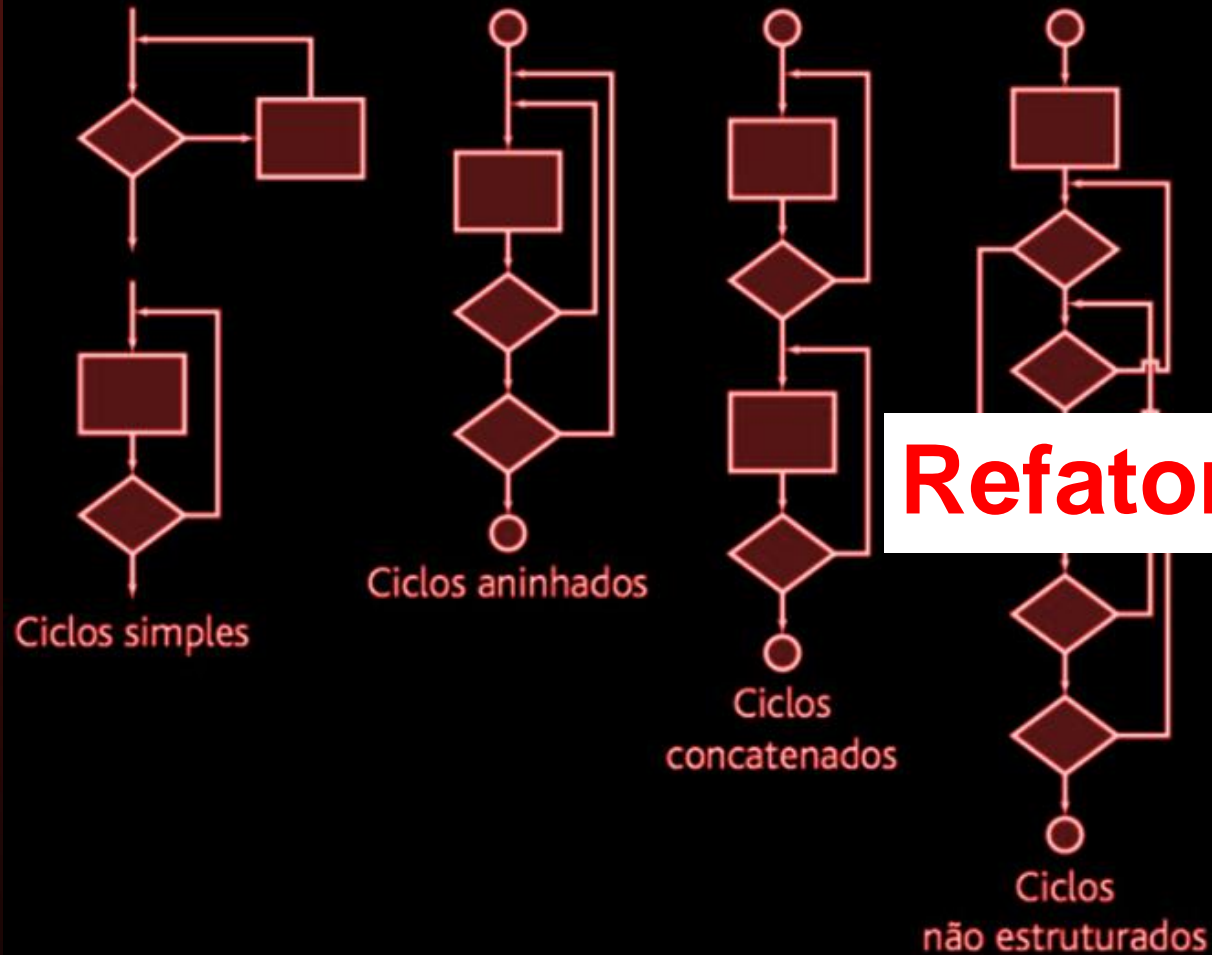 Ciclos simples
Ciclos aninhados
Ciclos
concatenados
Ciclos
não estruturados